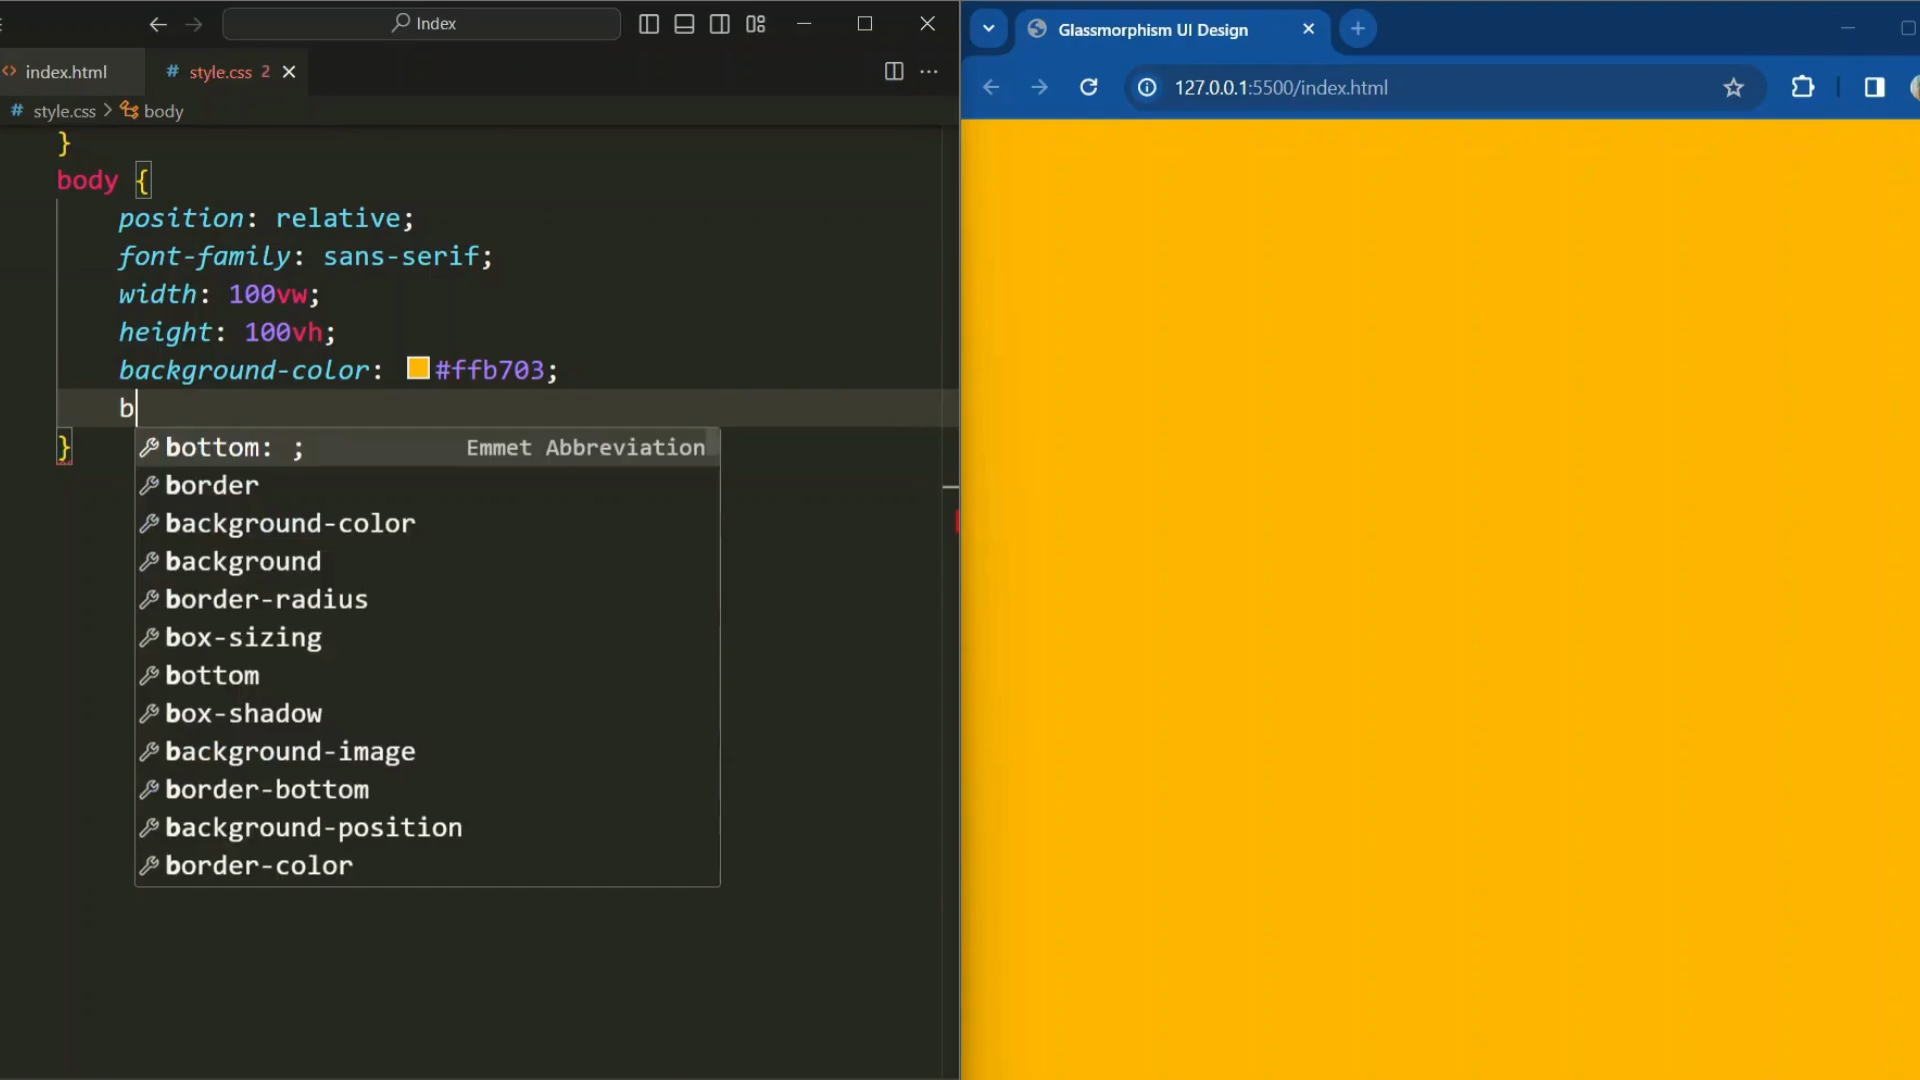 Index
index.html
# style.css 2
# style.css > body
}
body {
position: relative;
font-family: sans-serif;
width: 100vw;
height: 100vh;
background-color: #ffb703;
b
}
bottom: ; Emmet Abbreviation
border
background-color
background
border-radius
box-sizing
bottom
box-shadow
background-image
border-bottom
background-position
border-color
Glassmorphism UI Design
127.0.0.1:5500/index.html